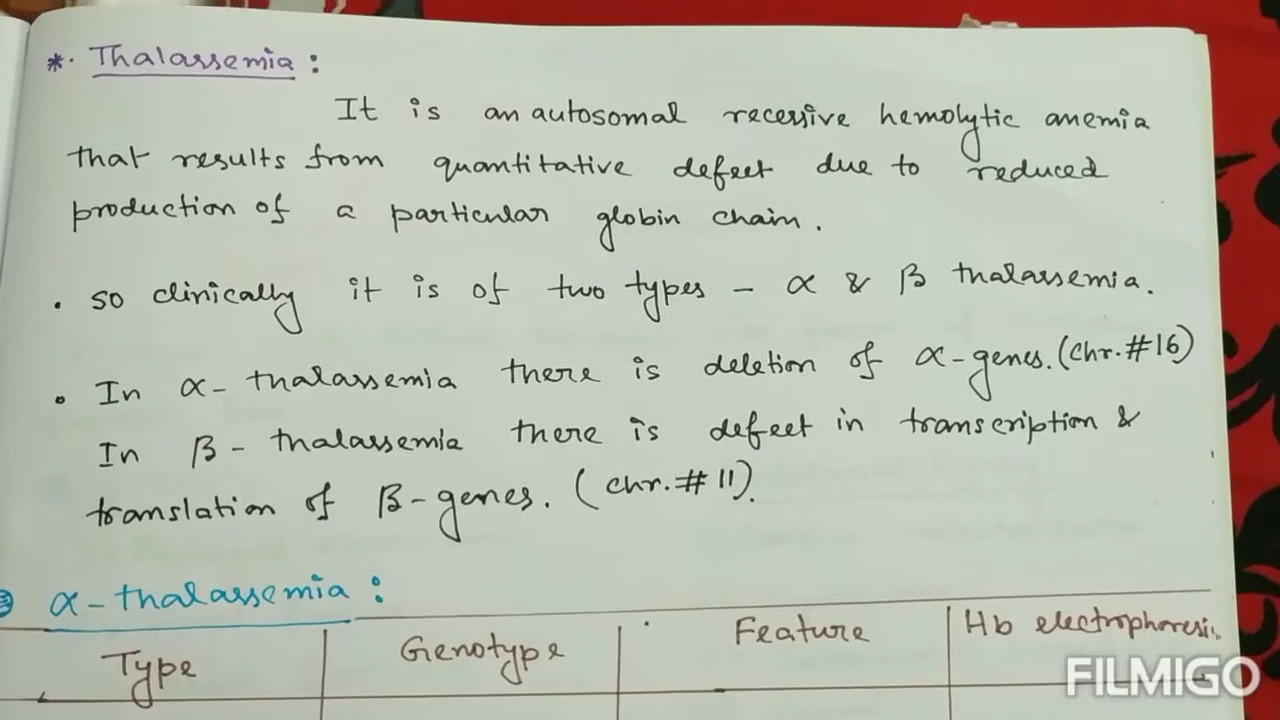 *. Thalassemia :
It is an autosomal recessive hemolytic anemia
that results from quantitative defect due to reduced
production of a particular globin chain.
. so clinically it is of two types - α & β thalassemia.
. In α- thalassemia there is deletion of α-genes. (chr. #16)
In β- thalassemia there is defect in transcription &
translation of β-genes. (chr. # 11).
α- thalassemia :
Type Genotype Feature Hb electrophoresis
FILMIGO